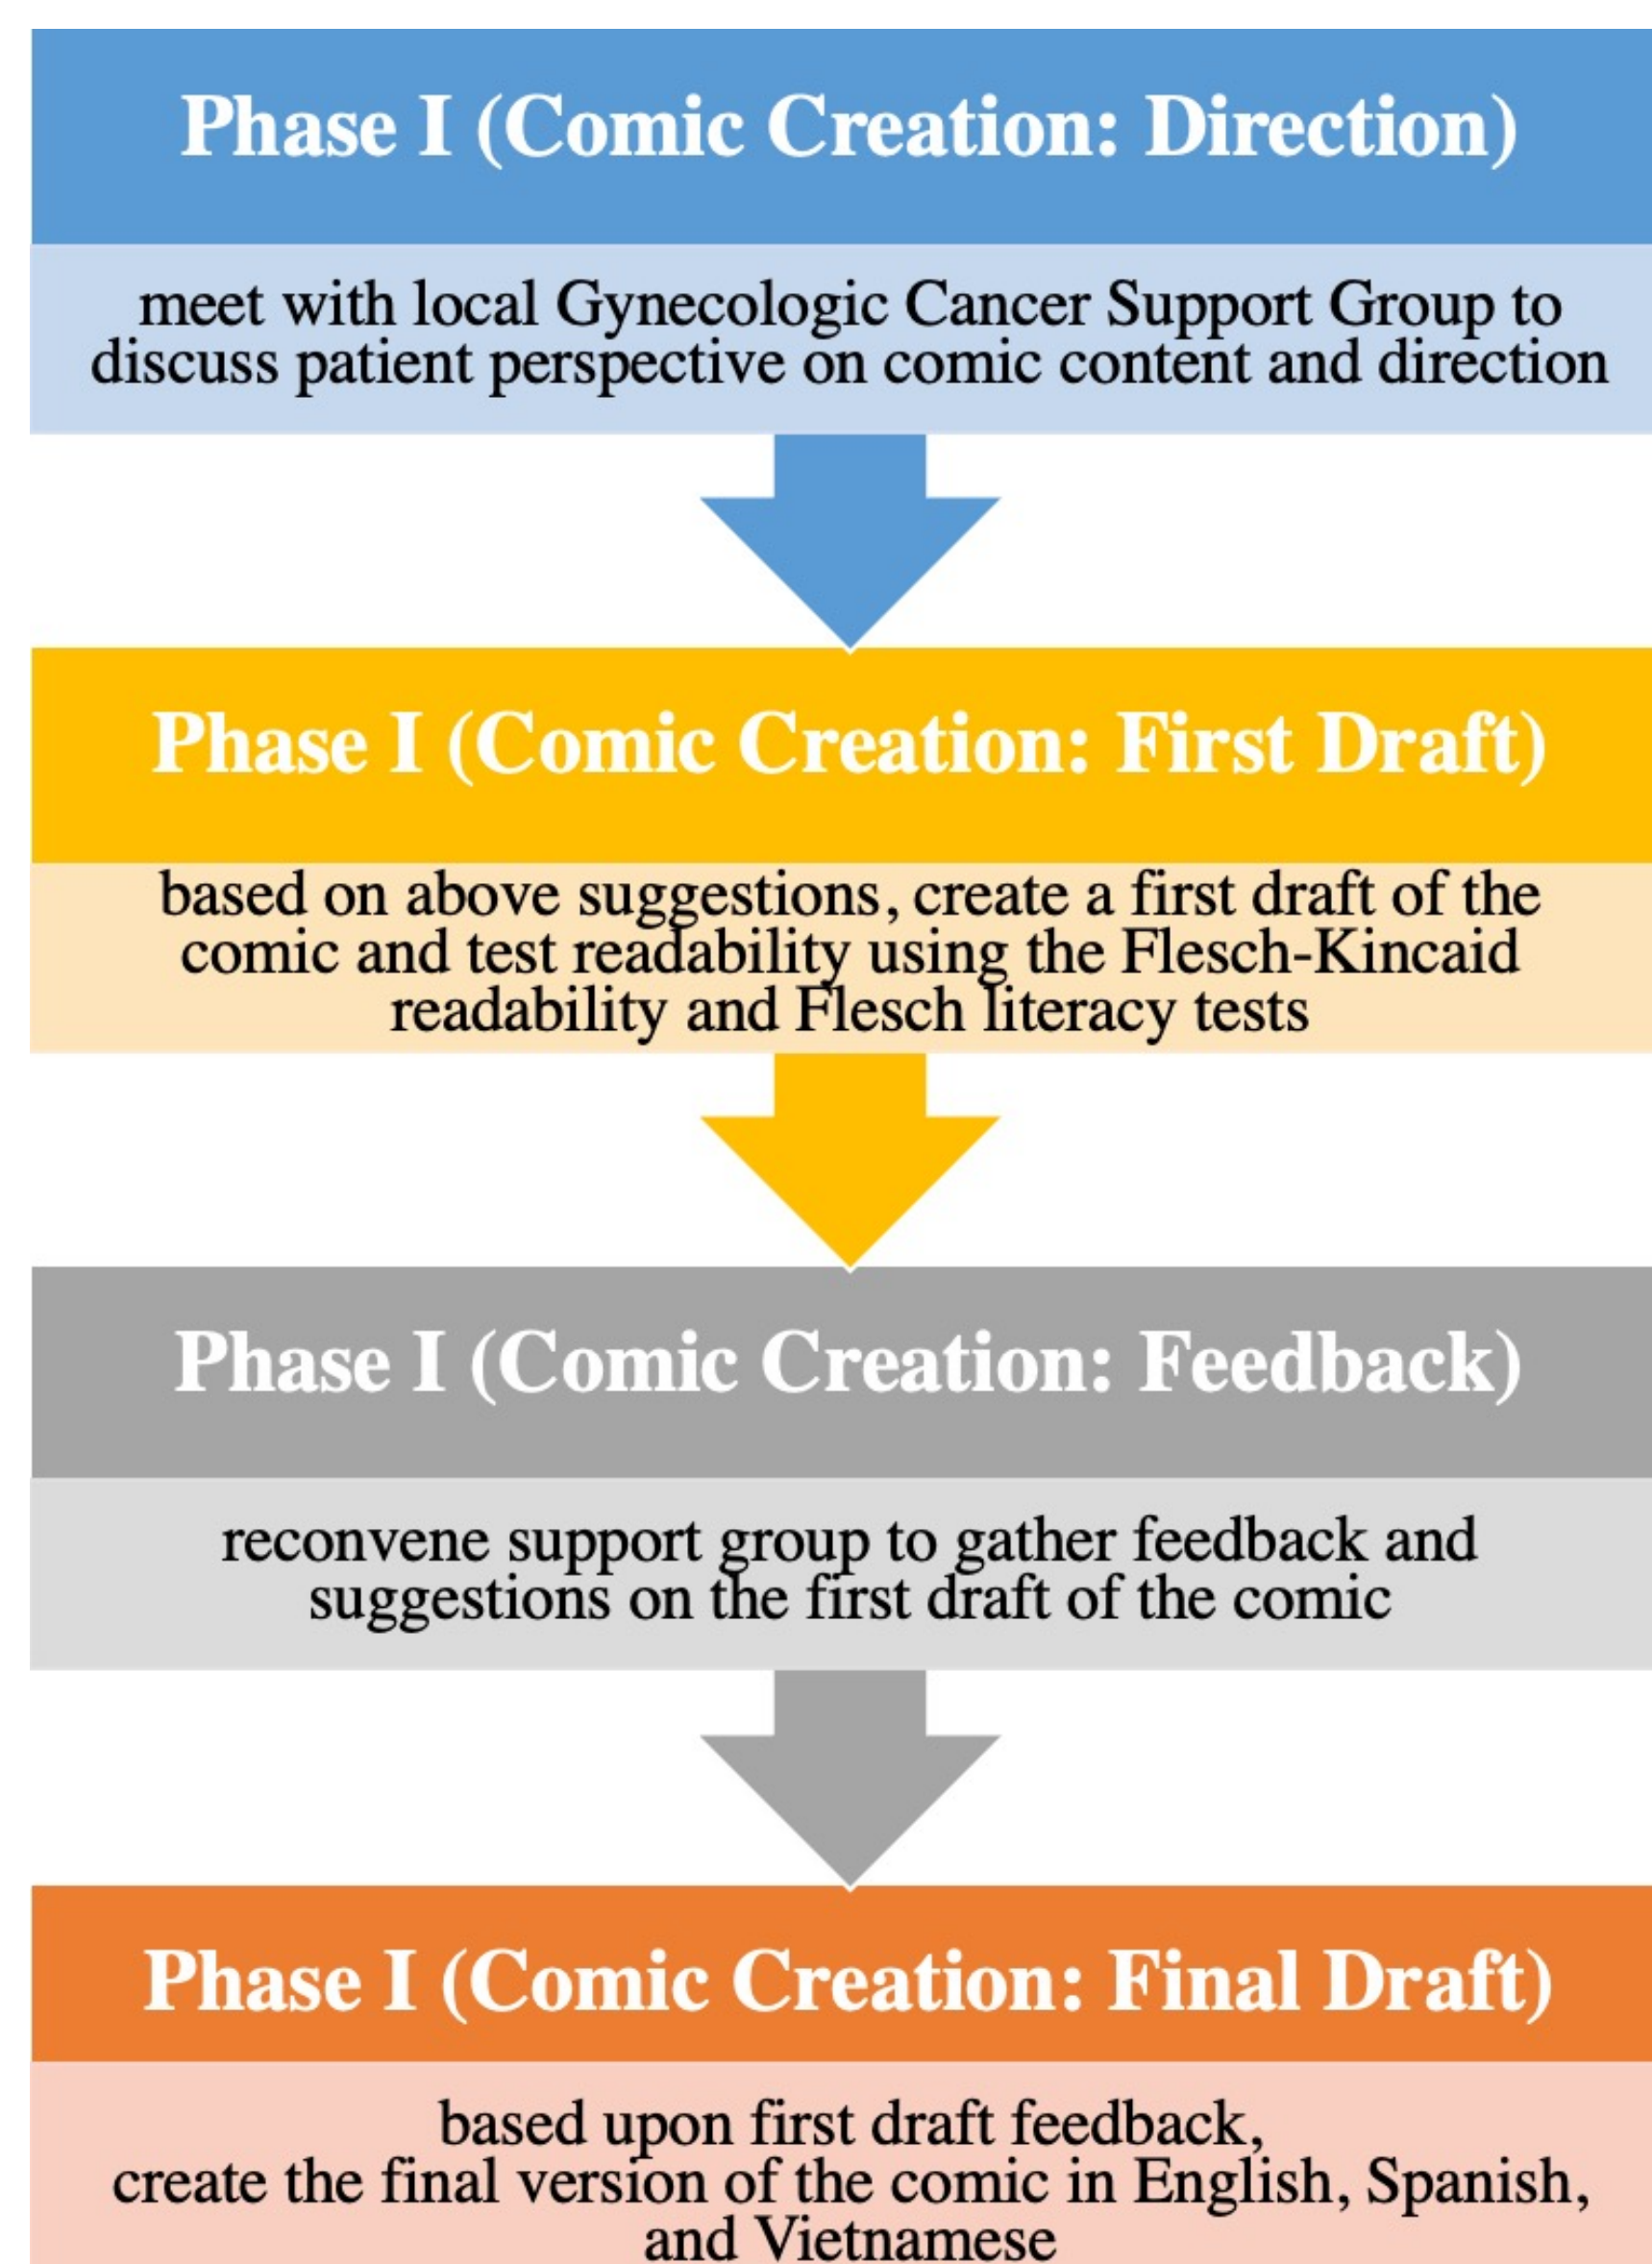 Phase I (Comic Creation: Direction)
meet with local Gynecologic Cancer Support Group to
discuss patient perspective on comic content and direction
Phase I (Comic Creation: First Draft)
based on above suggestions, create a first draft of the
comic and test readability using the Flesch-Kincaid
readability and Flesch literacy tests
Phase I (Comic Creation: Feedback)
reconvene support group to gather feedback and
suggestions on the first draft of the comic
Phase I (Comic Creation: Final Draft)
based upon first draft feedback,
create the final version of the comic in English, Spanish,
and Vietnamese